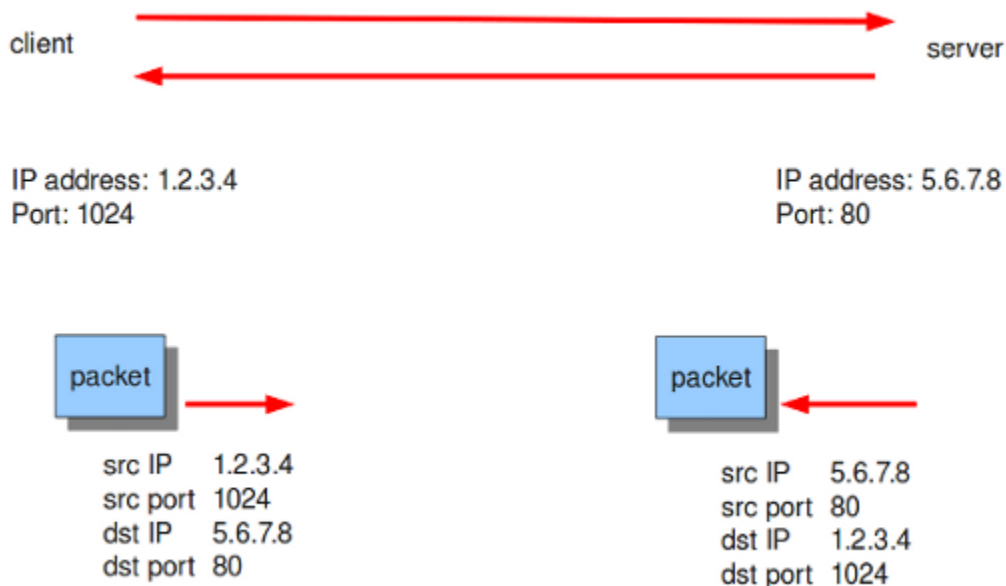 client
server
IP address: 1.2.3.4
Port: 1024
IP address: 5.6.7.8
Port: 80
packet
src IP 1.2.3.4
src port 1024
dst IP 5.6.7.8
dst port 80
packet
src IP 5.6.7.8
src port 80
dst IP 1.2.3.4
dst port 1024